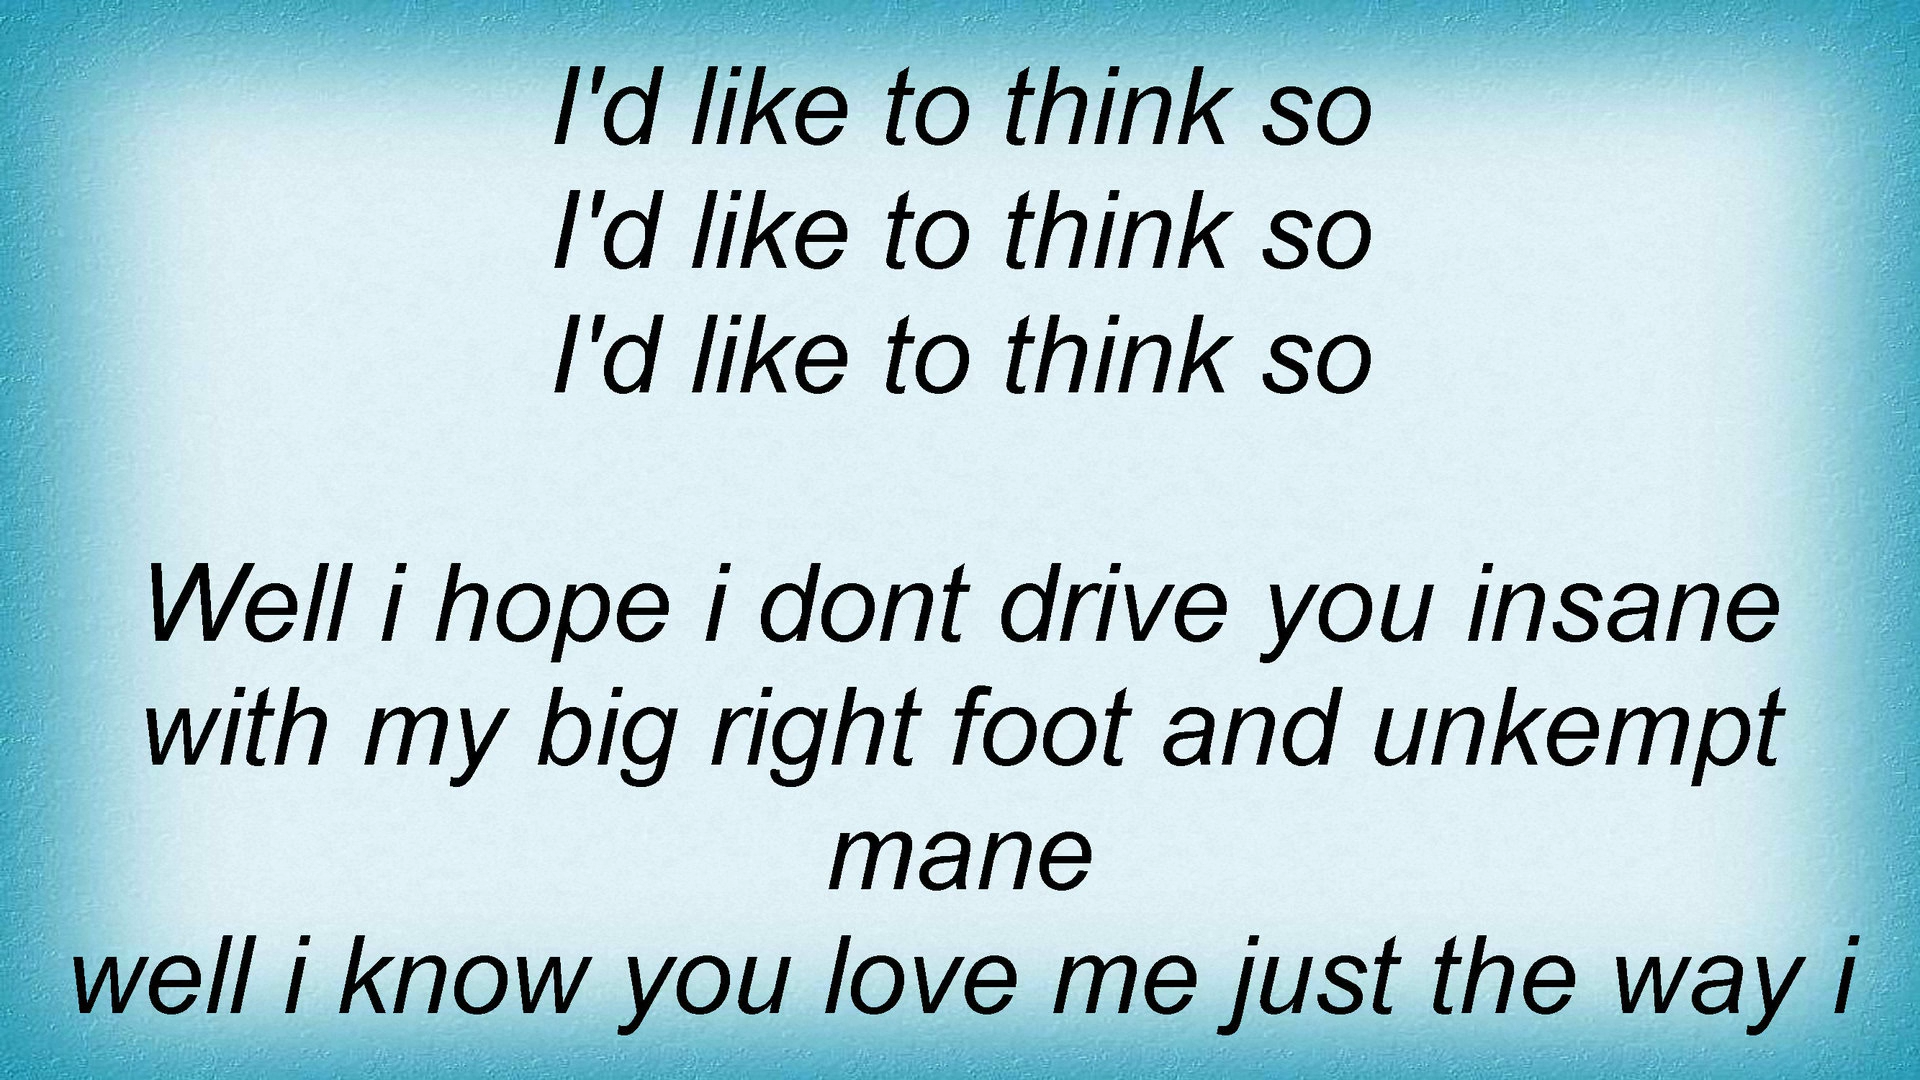 I'd like to think so
I'd like to think so
I'd like to think so
Well i hope i dont drive you insane
with my big right foot and unkempt
mane
well i know you love me just the way i